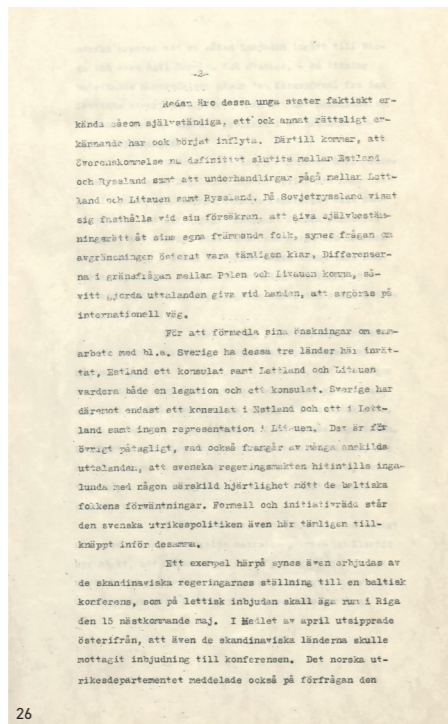 -2-
Redan äro dessa unga stater faktiskt er-
kända såsom självständiga, ett och annat rättsligt er-
kännande har ock börjat inflyta. Därtill kommer, att
överenskommelse nu definitivt slutits mellan Estland
och Ryssland samt att underhandlingar pågå mellan Lett-
land och Litauen samt Ryssland. Då Sovjetryssland visat
sig fasthålla vid sin försäkran, att giva självbestäm-
ningsrätt åt sina egna främmande folk, synes frågan om
avgränsningen österut vara tämligen klar. Differenser-
na i gränsfrågan mellan Polen och Litauen komma, så-
vitt gjorda uttalanden giva vid handen, att avgöras på
internationell väg.
För att förmedla sina önskningar om sam-
arbete med bl.a. Sverige ha dessa tre länder här inrät-
tat, Estland ett konsulat samt Lettland och Litauen
vardera både en legation och ett konsulat. Sverige har
däremot endast ett konsulat i Estland och ett i Lett-
land samt ingen representation i Litauen. Det är för
övrigt påtagligt, vad också framgår av många enskilda
uttalanden, att svenska regeringsmakten hitintills inga-
lunda med någon särskild hjärtlighet mött de baltiska
folkens förväntningar. Formell och initiativrädd står
den svenska utrikespolitiken även här tämligen till-
knäppt inför desamma.
Ett exempel härpå synes även erbjudas av
de skandinaviska regeringarnes ställning till en baltisk
konferens, som på lettisk inbjudan skall äga rum i Riga
den 15 nästkommande maj. I Medlet av april utsipprade
österifrån, att även de skandinaviska länderna skulle
mottagit inbjudning till konferensen. Det norska ut-
rikesdepartementet meddelade också på förfrågan den
26